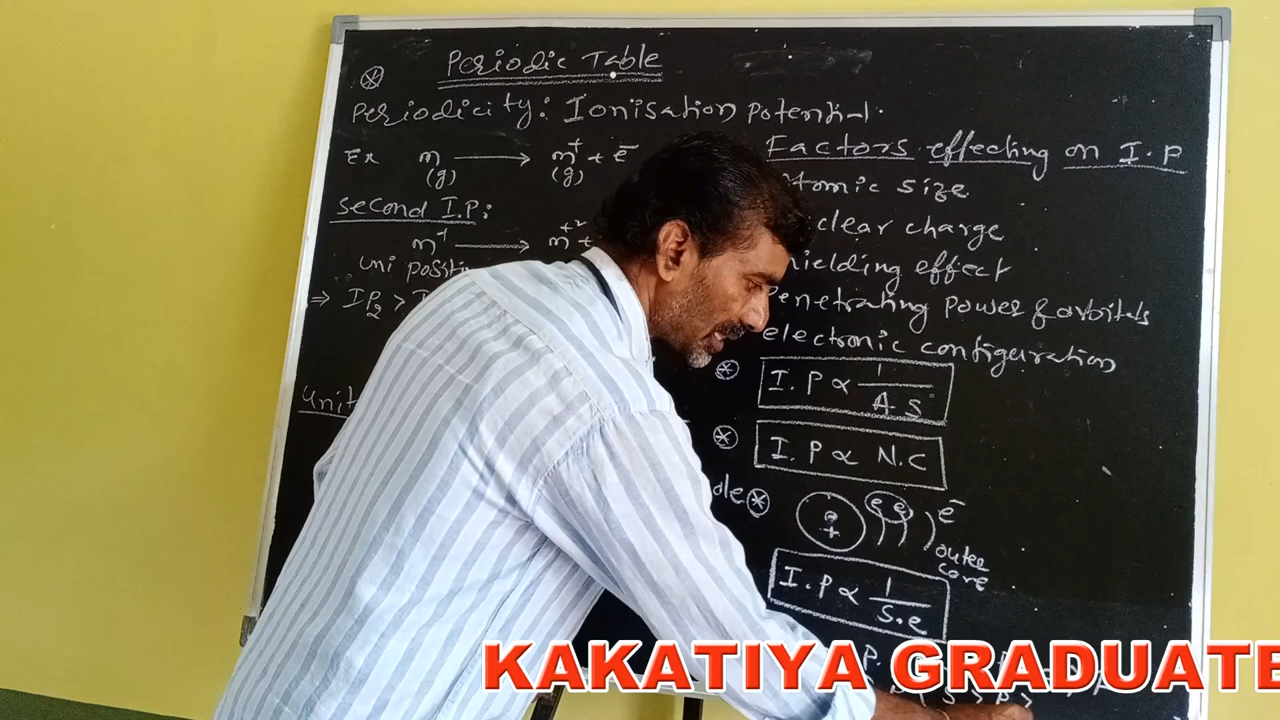 Periodic Table
Periodicity: Ionisation Potential.
Ex m (g) ⟶ m⁺ (g) + e⁻
second I.P:
m⁺ ⟶ m⁺² +
uni positi
⇒ IP₂ >
unit
Factors effecting on I.P
tomic size
clear charge
hielding effect
Penetrating power of orbitals
electronic configuration
I.P ∝ 1/A.S
I.P ∝ N.C
e⁻
outer
core
I.P ∝ 1/S.e
S > P >
KAKATIYA GRADUATE